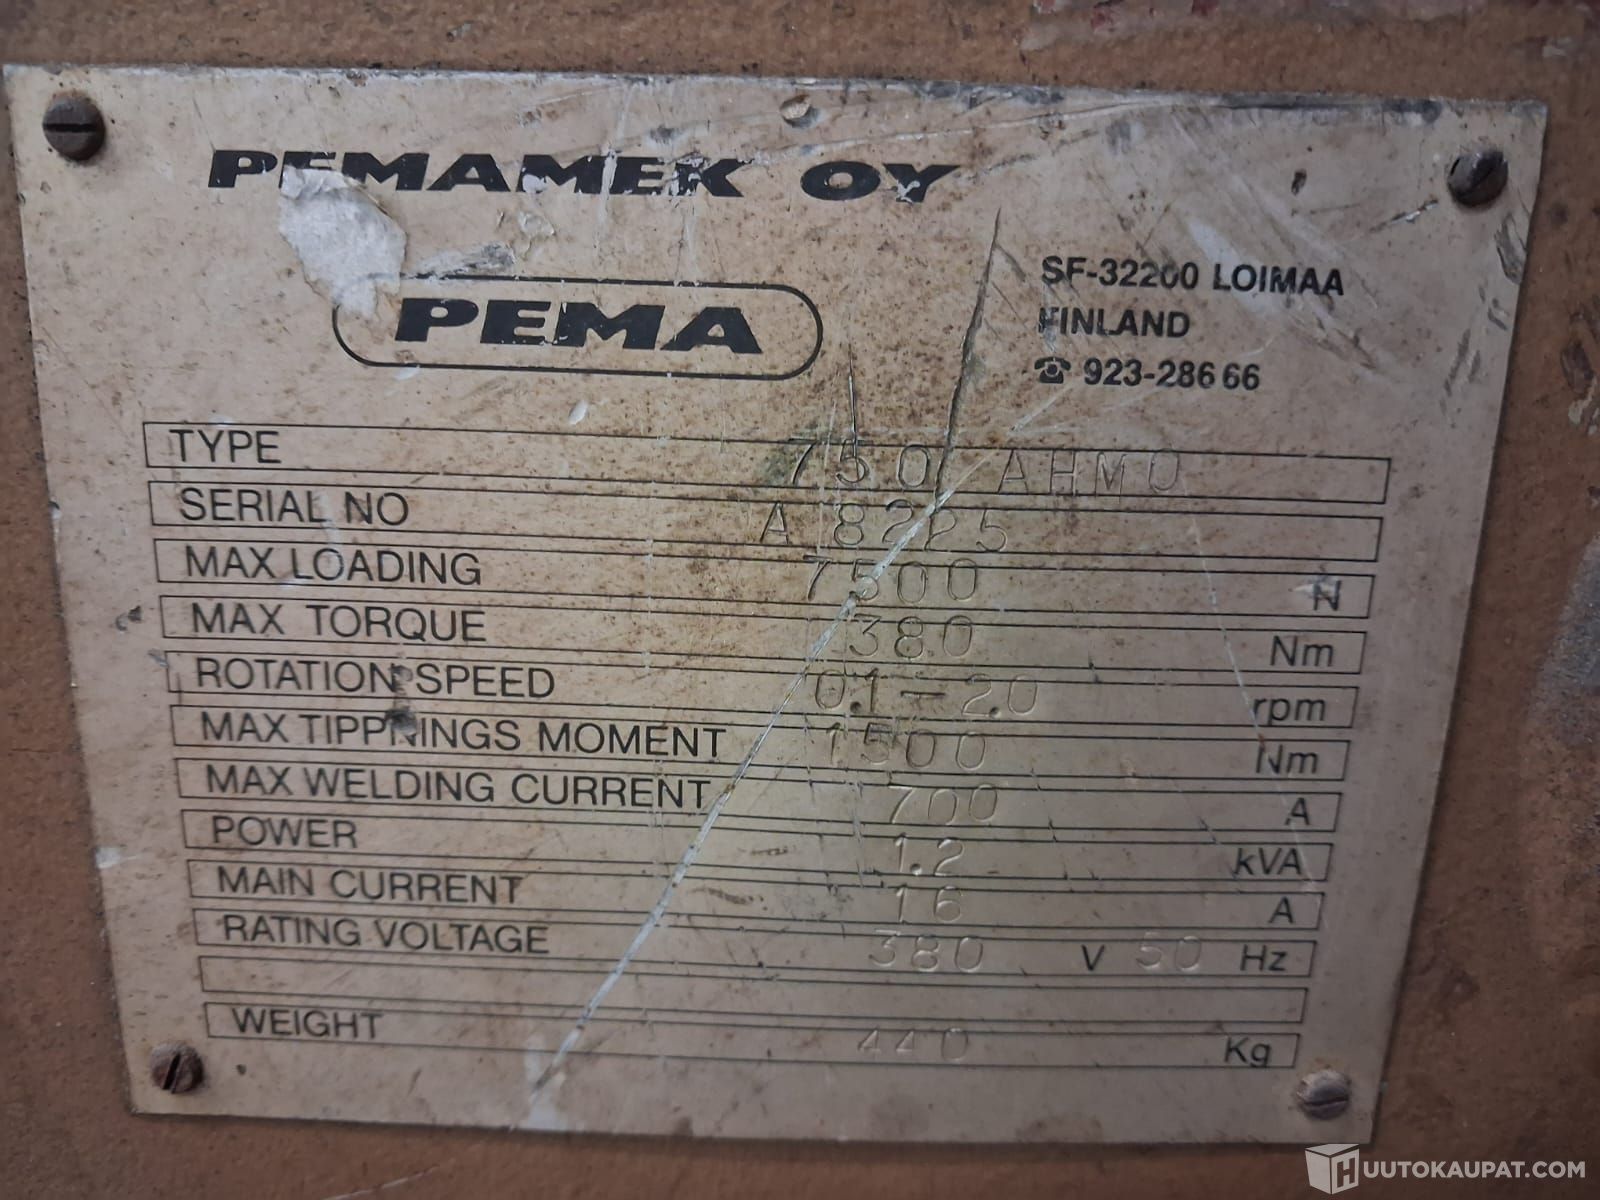 PEMAMEK OY
PEMA
SF-32200 LOIMAA
FINLAND
☎ 923-28666
TYPE 750 AHMO
SERIAL NO A 8225
MAX LOADING 7500 N
MAX TORQUE 380 Nm
ROTATION SPEED 0.1-2.0 rpm
MAX TIPPNINGS MOMENT 1500 Nm
MAX WELDING CURRENT 700 A
POWER 1.2 kVA
MAIN CURRENT 16 A
RATING VOLTAGE 380 V 50 Hz
WEIGHT 440 Kg
HUUTOKAUPAT.COM